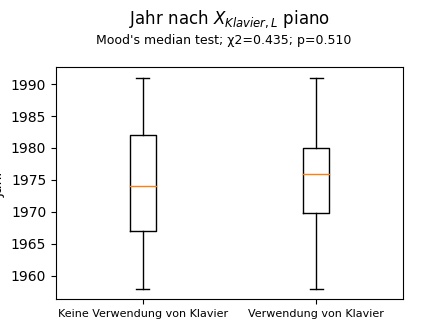 Jahr nach X_{Klavier, L} piano
Mood's median test; χ2=0.435; p=0.510
1990
1985
1980
1975
1970
1965
1960
Keine Verwendung von Klavier
Verwendung von Klavier